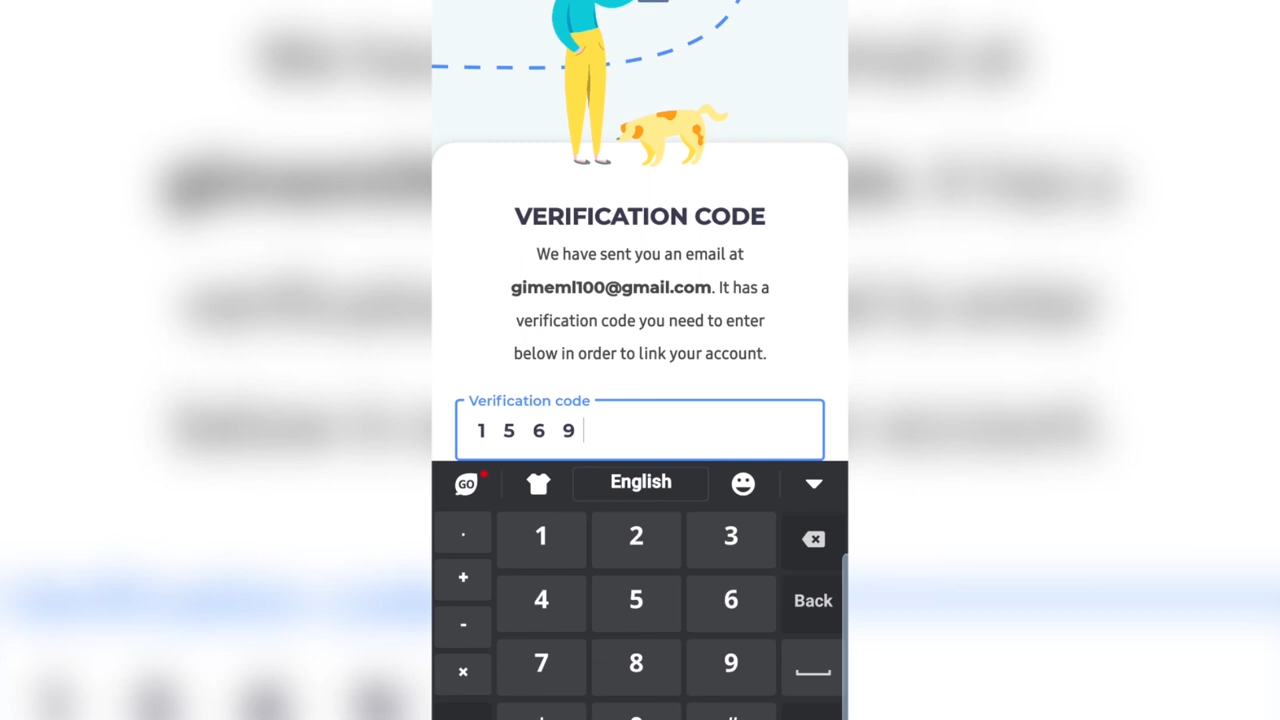 VERIFICATION CODE
We have sent you an email at
gimeml100@gmail.com. It has a
verification code you need to enter
below in order to link your account.
Verification code
1 5 6 9
GO
English
.
1
2
3
+
4
5
6
Back
-
7
8
9
×